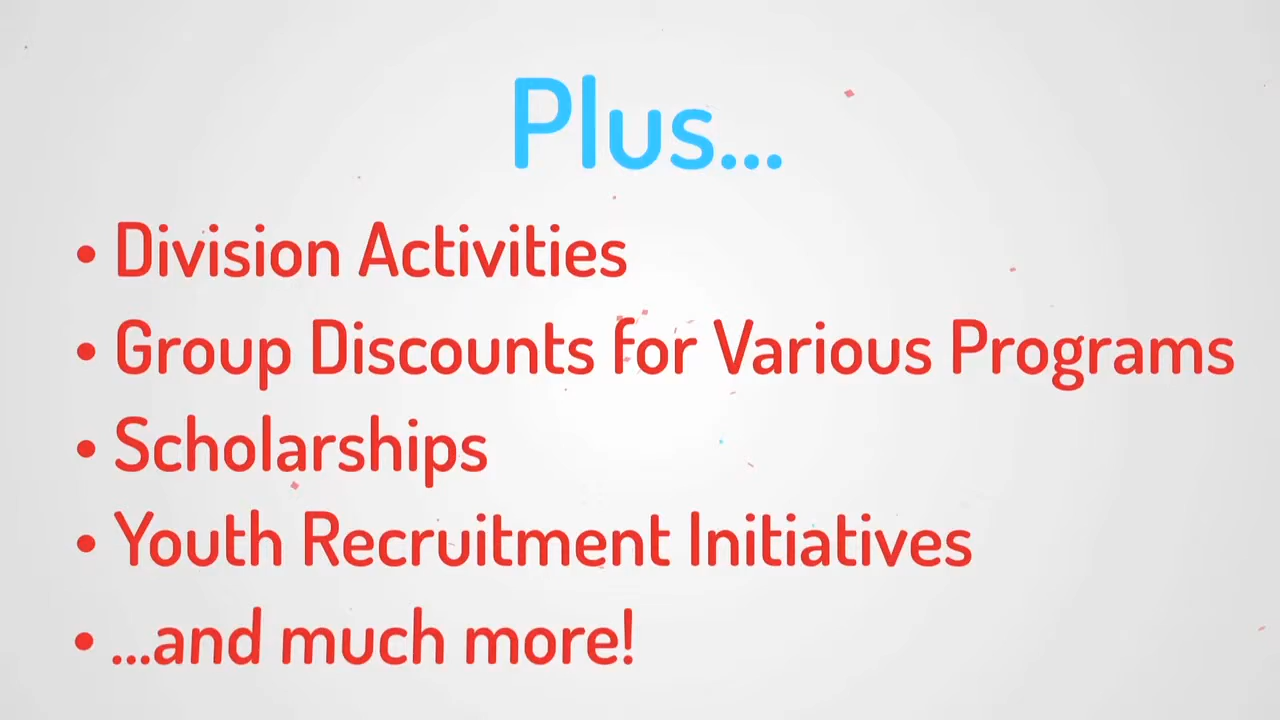 Plus...
• Division Activities
• Group Discounts for Various Programs
• Scholarships
• Youth Recruitment Initiatives
• ...and much more!